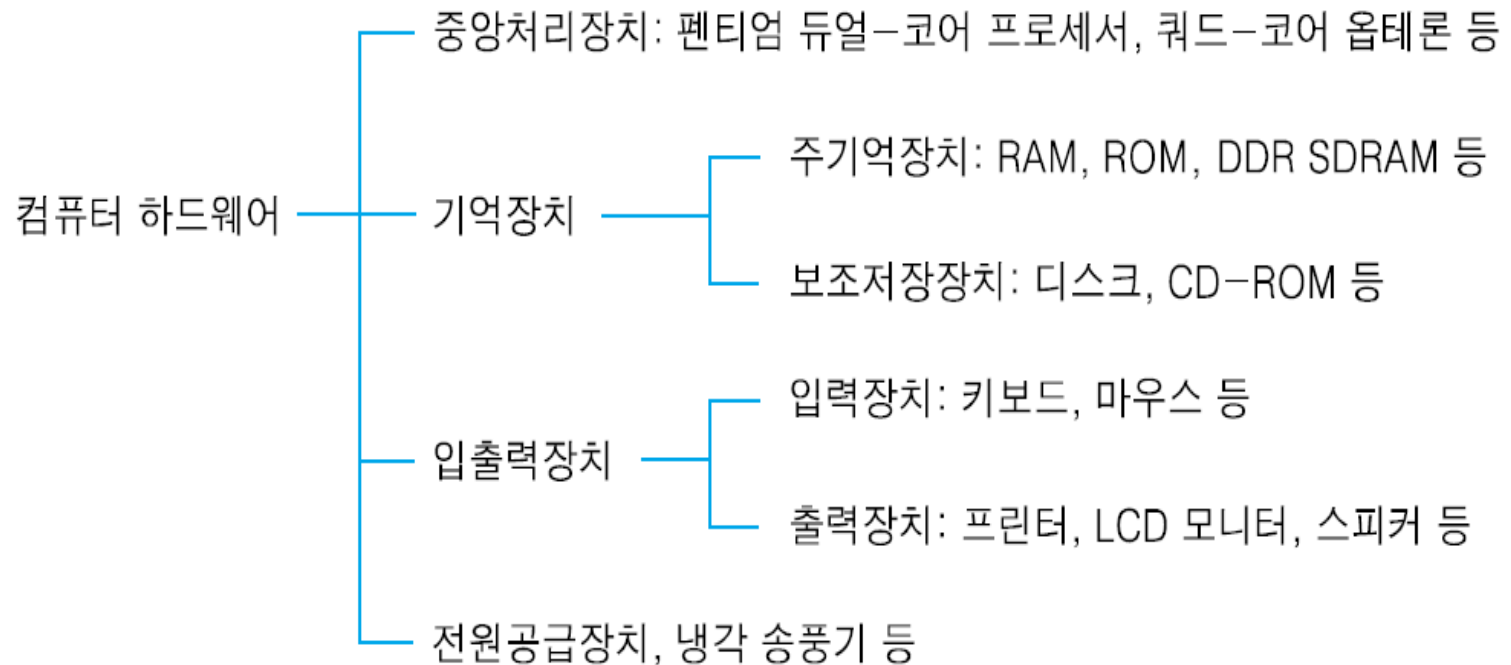 중앙처리장치: 펜티엄 듀얼-코어 프로세서, 쿼드-코어 옵테론 등
주기억장치: RAM, ROM, DDR SDRAM 등
컴퓨터 하드웨어
기억장치
보조저장장치: 디스크, CD-ROM 등
입력장치: 키보드, 마우스 등
입출력장치
출력장치: 프린터, LCD 모니터, 스피커 등
전원공급장치, 냉각 송풍기 등